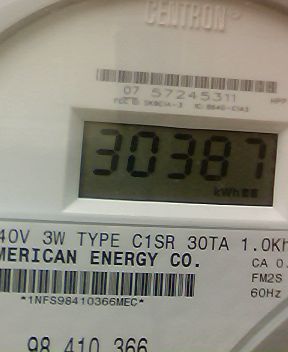 CENTRON®
07 57245311
30387
kWh
40V 3W TYPE C1SR 30TA 1.0Kh
MERICAN ENERGY CO.
CA 0.
FM2S
60Hz
*1NFS98410366MEC*
98 410 366